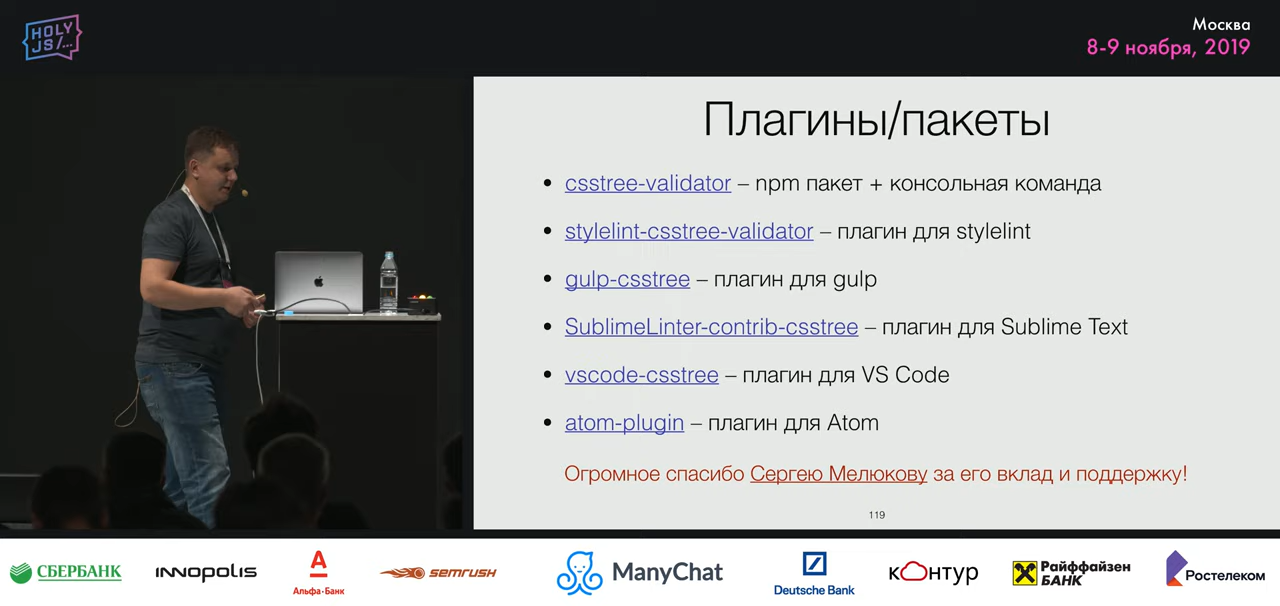 HOLY
JS/...
Москва
8-9 ноября, 2019
Плагины/пакеты
• csstree-validator – npm пакет + консольная команда
• stylelint-csstree-validator – плагин для stylelint
• gulp-csstree – плагин для gulp
• SublimeLinter-contrib-csstree – плагин для Sublime Text
• vscode-csstree – плагин для VS Code
• atom-plugin – плагин для Atom
Огромное спасибо Сергею Мелюкову за его вклад и поддержку!
119
СБЕРБАНК
INNOPOLIS
А
Альфа·Банк
semrush
ManyChat
Deutsche Bank
контур
Райффайзен
БАНК
Ростелеком